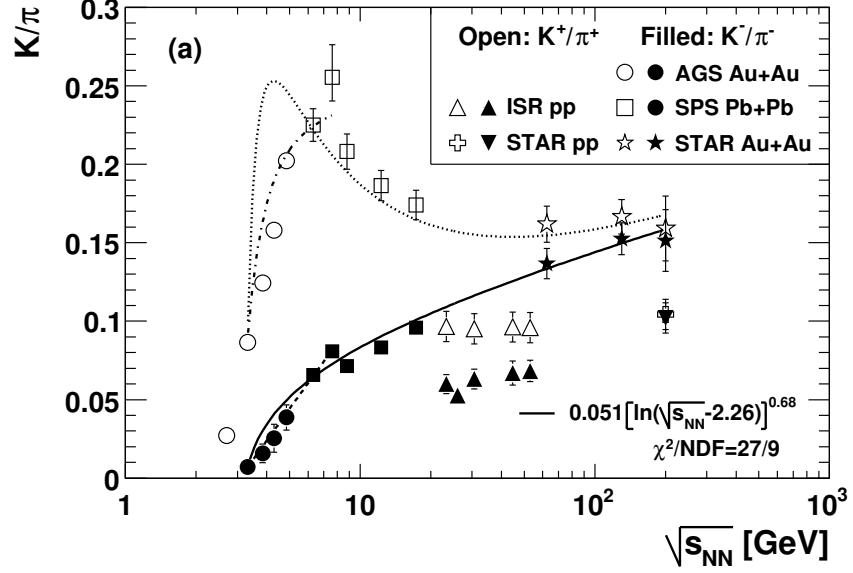 K/π
0.3
0.25
0.2
0.15
0.1
0.05
0
(a)
Open: K⁺/π⁺ Filled: K⁻/π⁻
AGS Au+Au
ISR pp SPS Pb+Pb
STAR pp STAR Au+Au
0.051[ln(√s_NN-2.26)]^0.68
χ²/NDF=27/9
1 10 10² 10³
√s_NN [GeV]